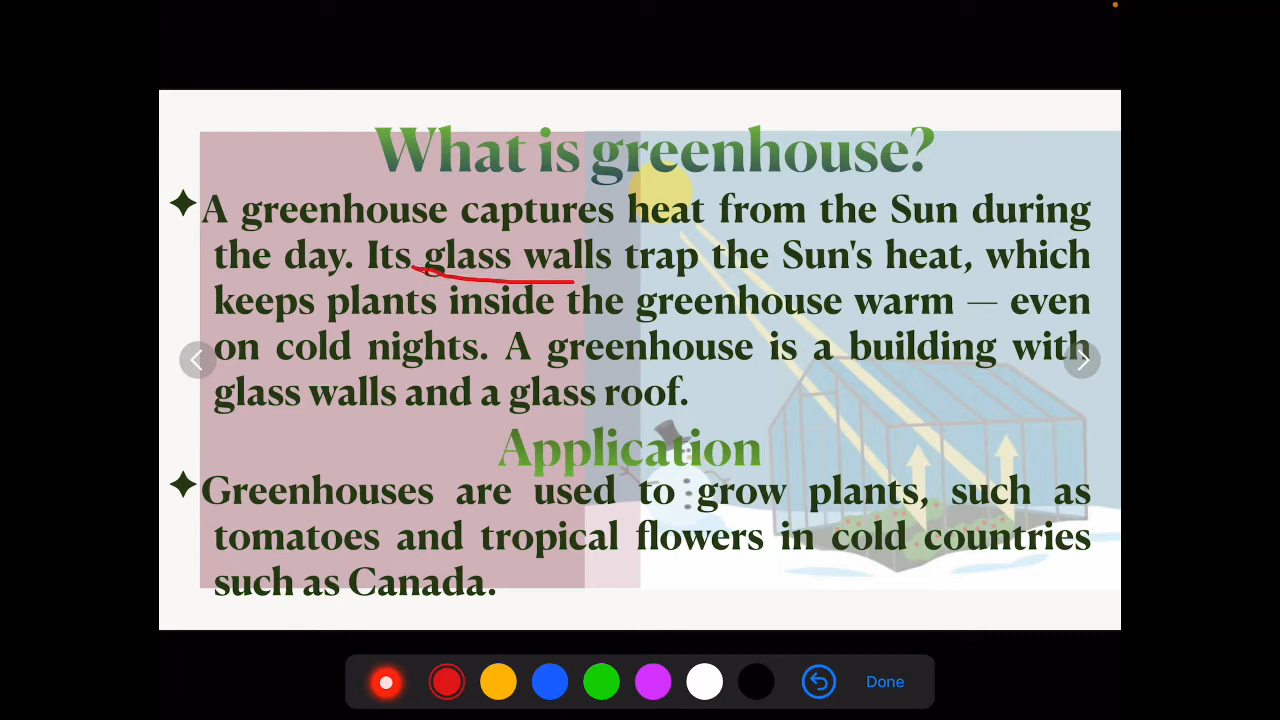 What is greenhouse?
A greenhouse captures heat from the Sun during
the day. Its glass walls trap the Sun's heat, which
keeps plants inside the greenhouse warm — even
on cold nights. A greenhouse is a building with
glass walls and a glass roof.
Application
Greenhouses are used to grow plants, such as
tomatoes and tropical flowers in cold countries
such as Canada.
Done